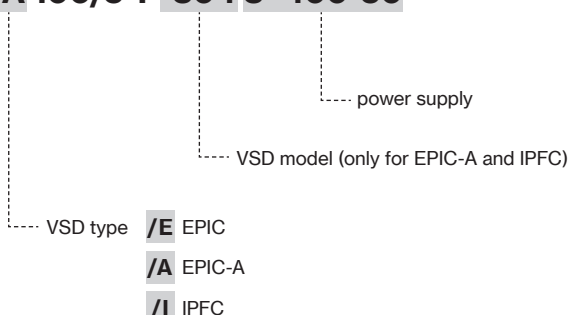 power supply
VSD model (only for EPIC-A and IPFC)
VSD type /E EPIC
/A EPIC-A
/I IPFC